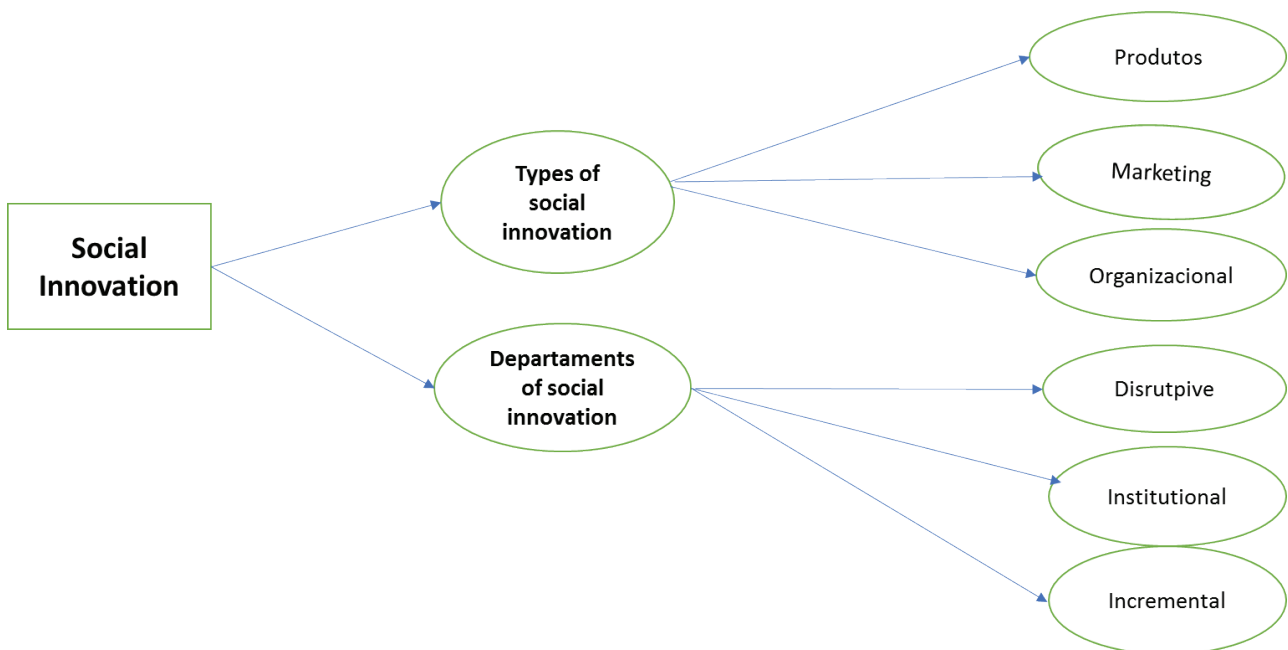 Social
Innovation
Types of
social
innovation
Produtos
Marketing
Organizacional
Departaments
of social
innovation
Disrutpive
Institutional
Incremental